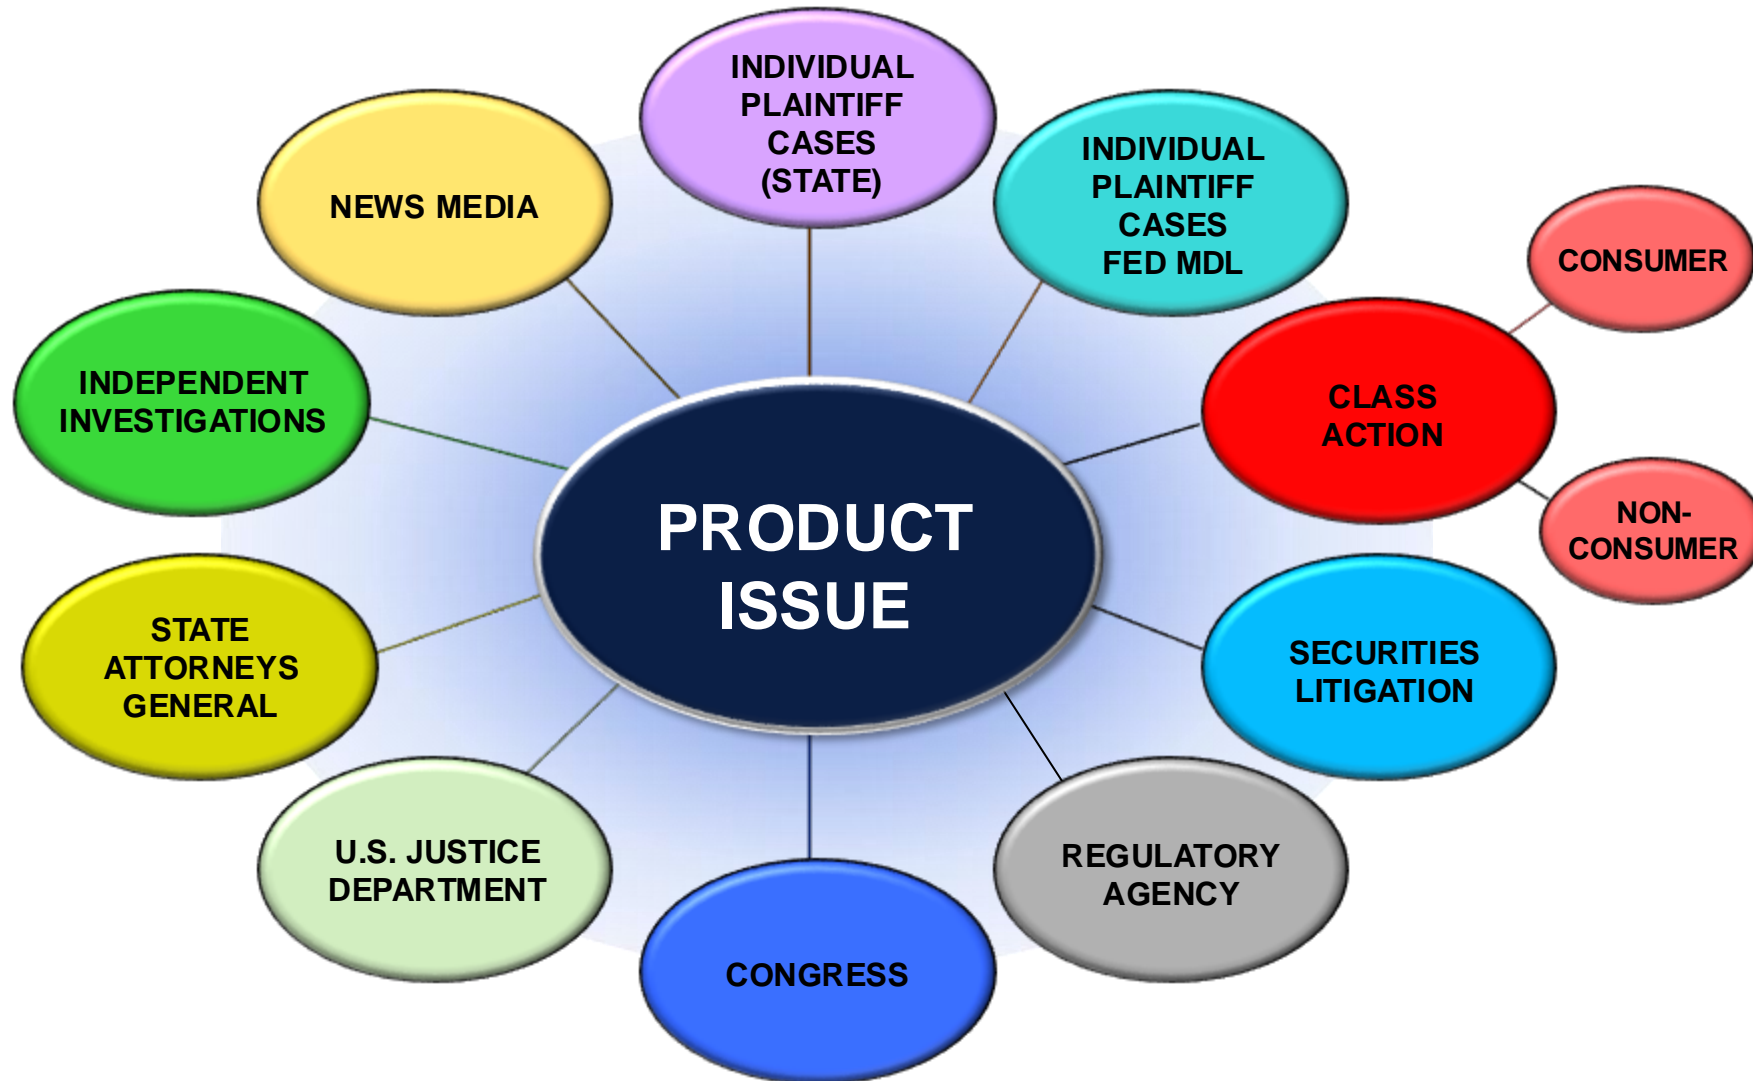 INDIVIDUAL
PLAINTIFF
CASES
(STATE)
INDIVIDUAL
PLAINTIFF
CASES
FED MDL
NEWS MEDIA
CONSUMER
INDEPENDENT
INVESTIGATIONS
CLASS
ACTION
PRODUCT
ISSUE
NON-
CONSUMER
STATE
ATTORNEYS
GENERAL
SECURITIES
LITIGATION
U.S. JUSTICE
DEPARTMENT
REGULATORY
AGENCY
CONGRESS